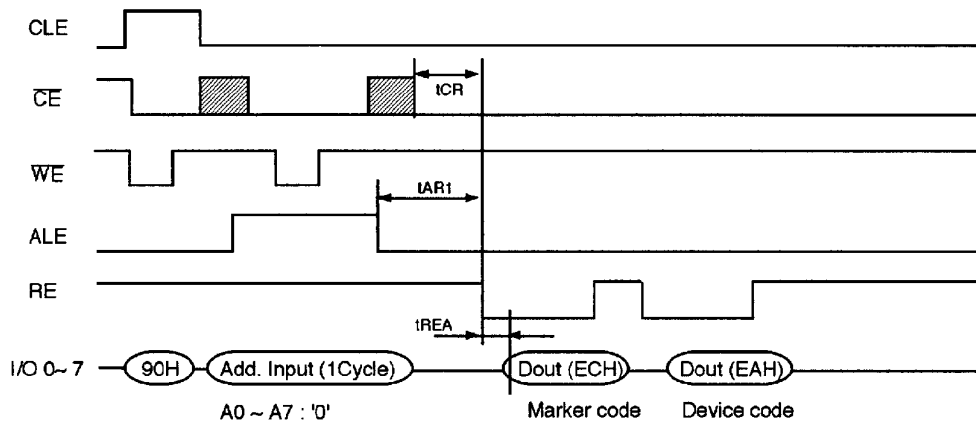 CLE
CE
tCR
WE
tAR1
ALE
RE
tREA
I/O 0~ 7
90H
Add. Input (1Cycle)
Dout (ECH)
Dout (EAH)
A0 ~ A7 : '0'
Marker code
Device code